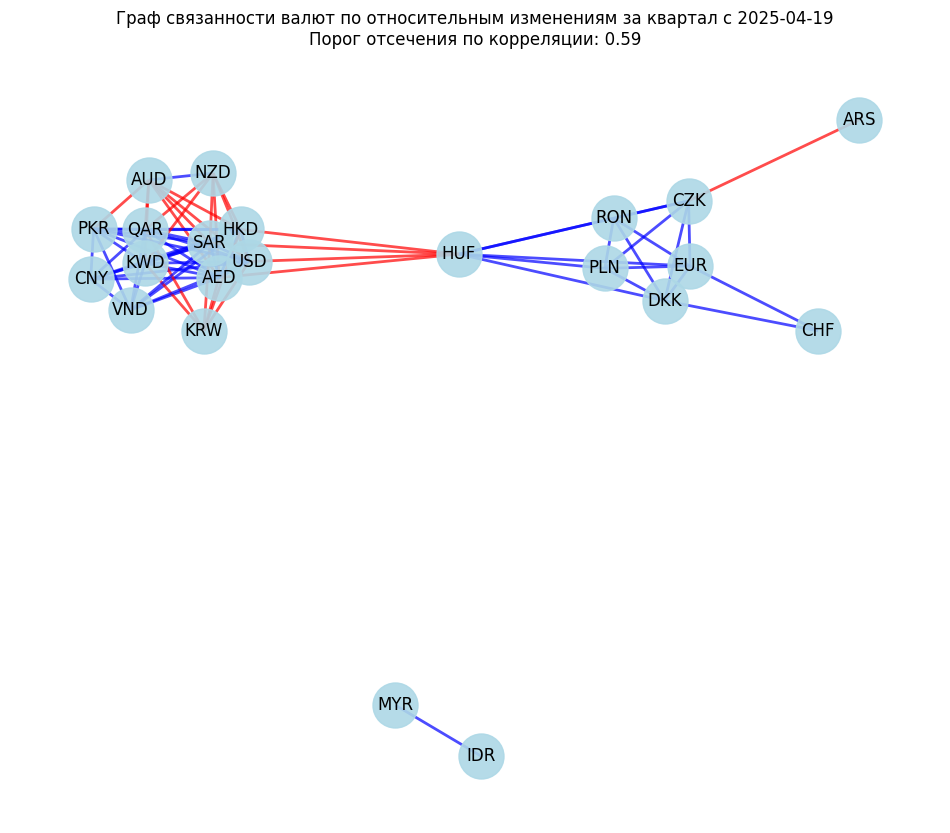 Граф связанности валют по относительным изменениям за квартал с 2025-04-19
Порог отсечения по корреляции: 0.59
ARS
NZD
AUD
CZK
RON
PKR
QAR
HKD
SAR
HUF
USD
KWD
EUR
PLN
CNY
AED
DKK
VND
KRW
CHF
MYR
IDR